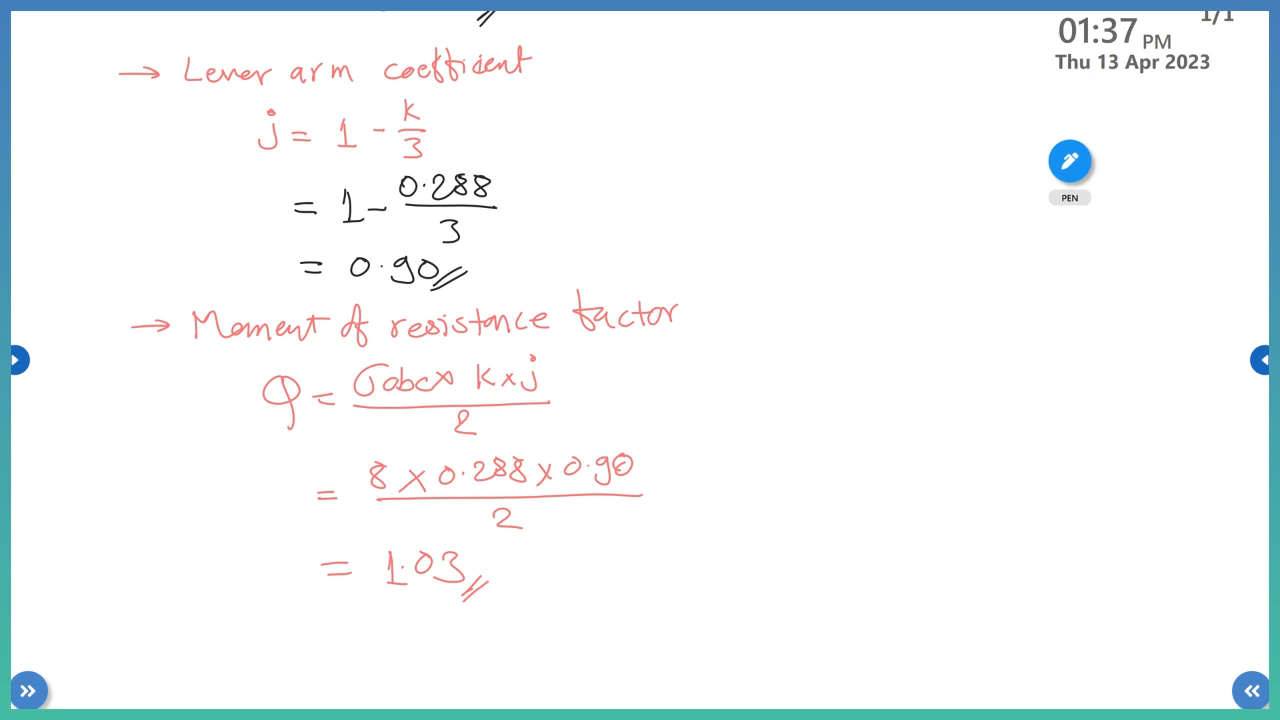 1/1
01:37 PM
Thu 13 Apr 2023
→ Lever arm coefficient
j = 1 - k/3
= 1 - 0.288/3
= 0.90
PEN
→ Moment of resistance factor
Q = σabc x k x j / 2
= 8 x 0.288 x 0.90 / 2
= 1.03